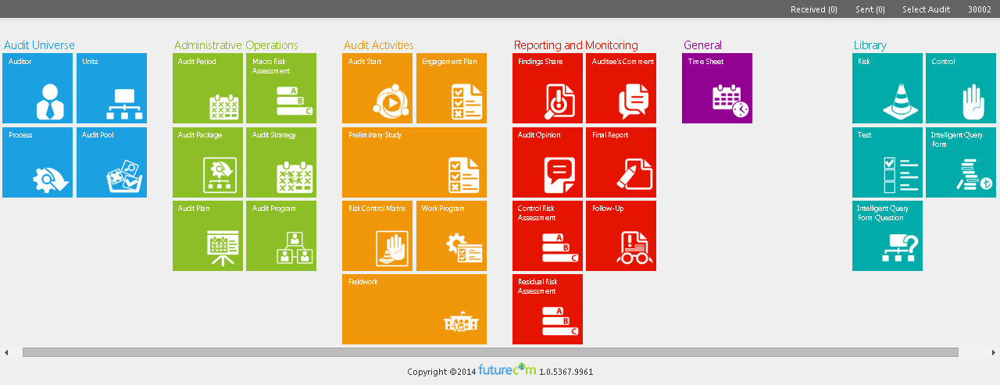 Received (0) Sent (0) Select Audit 30002
Audit Universe
Auditor
Units
Process
Audit Pool
Administrative Operations
Audit Period
Macro Risk
Assessment
A
B
C
Audit Package
Audit Strategy
Audit Plan
Audit Program
Audit Activities
Audit Start
Engagement Plan
Preliminary Study
Risk Control Matrix
Work Program
Fieldwork
Reporting and Monitoring
Findings Share
Auditee's Comment
Audit Opinion
Final Report
Control Risk
Assessment
A
B
C
Follow-Up
Residual Risk
Assessment
A
B
C
General
Time Sheet
Library
Risk
Control
Test
Intelligent Query
Form
Intelligent Query
Form Question
?
Copyright ©2014 futurecom 1.0.5367.9961